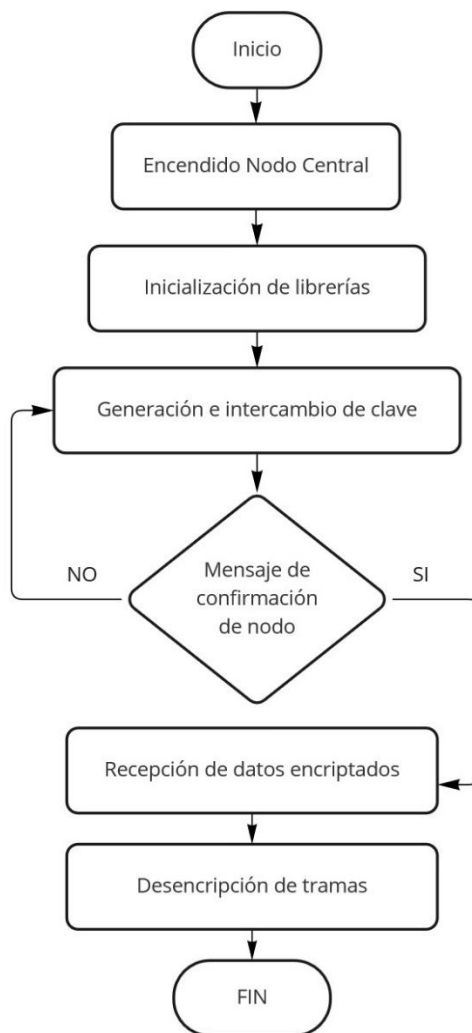 Inicio
Encendido Nodo Central
Inicialización de librerías
Generación e intercambio de clave
NO
Mensaje de
confirmación
de nodo
SI
Recepción de datos encriptados
Desencripción de tramas
FIN